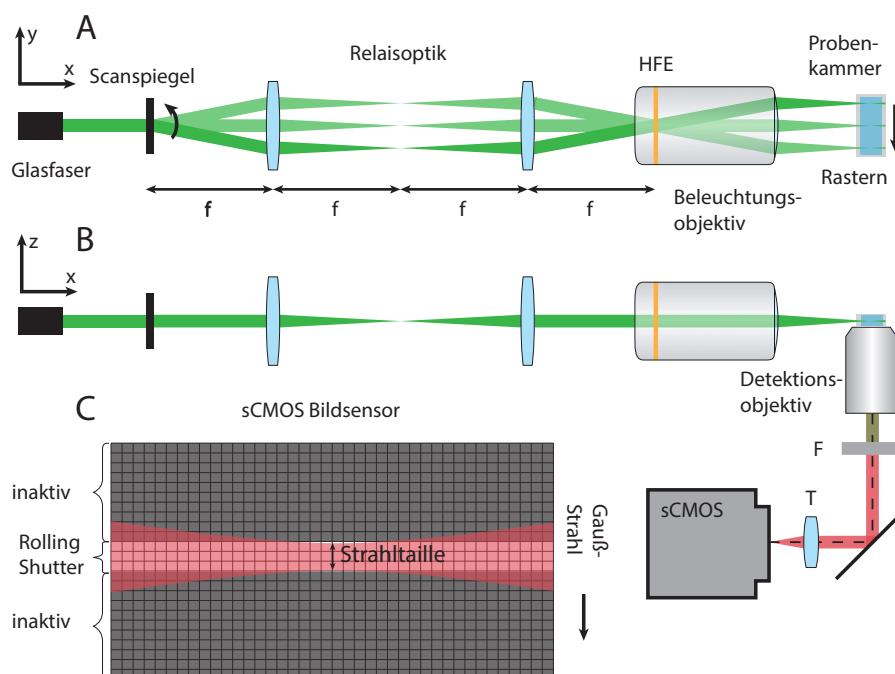 A
y
x
Relaisoptik
Scanspiegel
HFE
Proben-
kammer
Glasfaser
f
f
f
f
Beleuchtungs-
objektiv
Rastern
B
z
x
Detektions-
objektiv
C
sCMOS Bildsensor
F
inaktiv
Rolling
Shutter
inaktiv
Strahltaille
Gauß-
Strahl
sCMOS
T